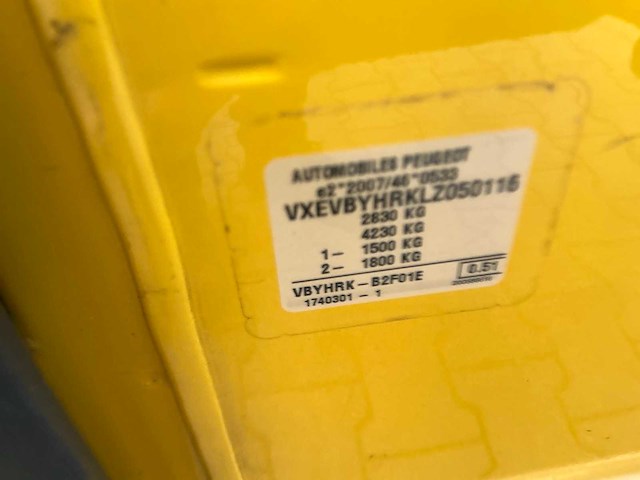 AUTOMOBILES PEUGEOT
e2*2007/46*0533
VXEVBYHRKLZ050116
2830 KG
4230 KG
1- 1500 KG
2- 1800 KG
VBYHRK-B2F01E 0.51
1740301 - 1